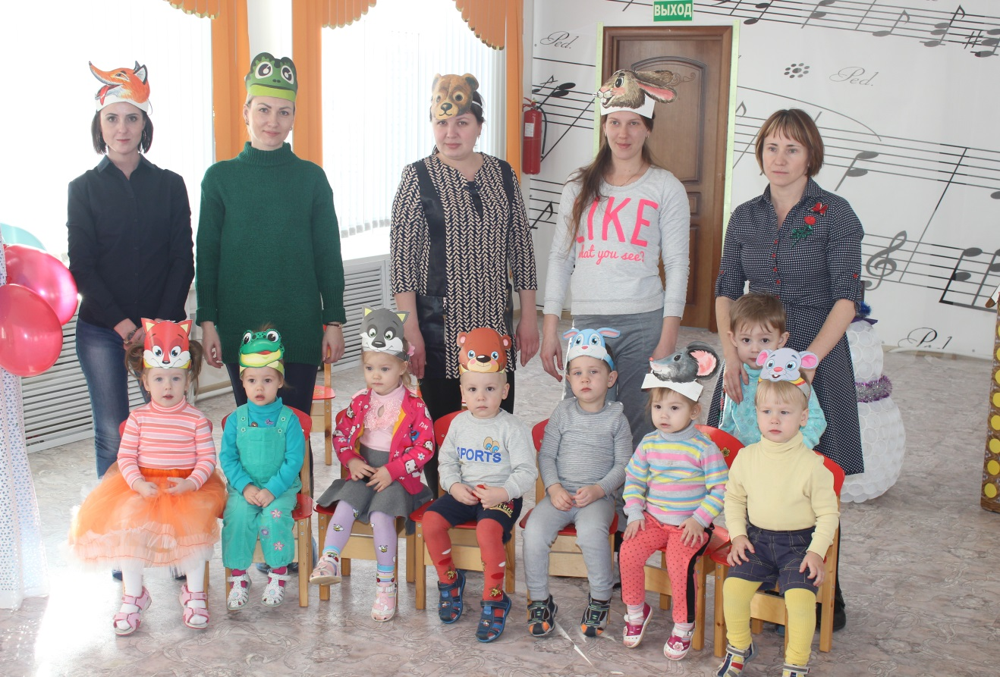 ВЫХОД
Ped.
Ped.
LIKE
what you see?
SPORTS
Ped.